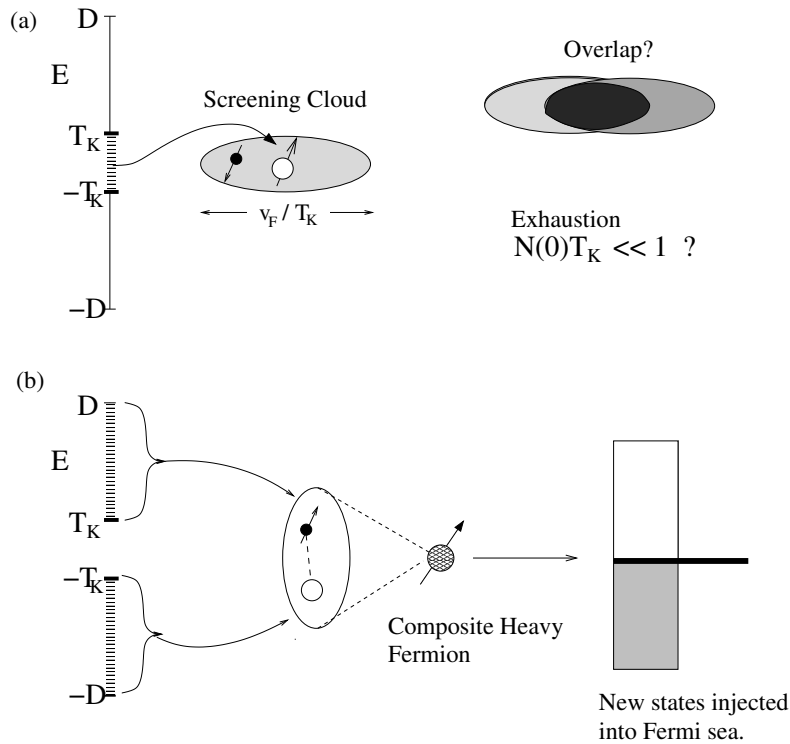 (a)
D
E
T_K
-T_K
-D
Screening Cloud
v_F / T_K
Overlap?
Exhaustion
N(0)T_K << 1 ?
(b)
D
E
T_K
-T_K
-D
Composite Heavy
Fermion
New states injected
into Fermi sea.